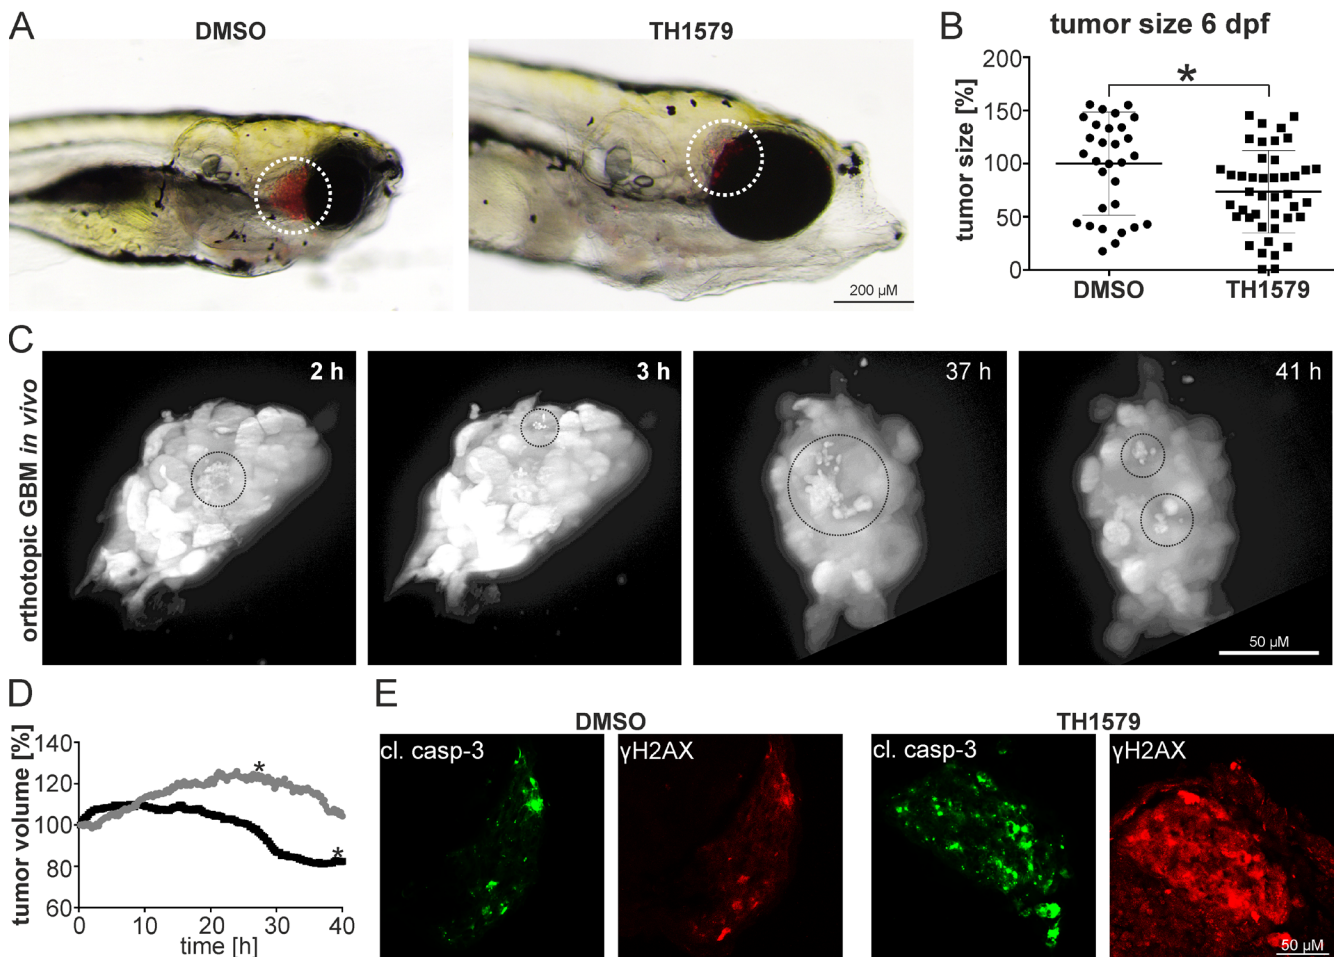 A
DMSO
TH1579
200 µM
B
tumor size 6 dpf
tumor size [%]
200
150
100
50
0
*
DMSO
TH1579
C
orthotopic GBM in vivo
2 h
3 h
37 h
41 h
50 µM
D
tumor volume [%]
140
120
100
80
60
*
*
0
10
20
30
40
time [h]
E
DMSO
TH1579
cl. casp-3
γH2AX
cl. casp-3
γH2AX
50 µM